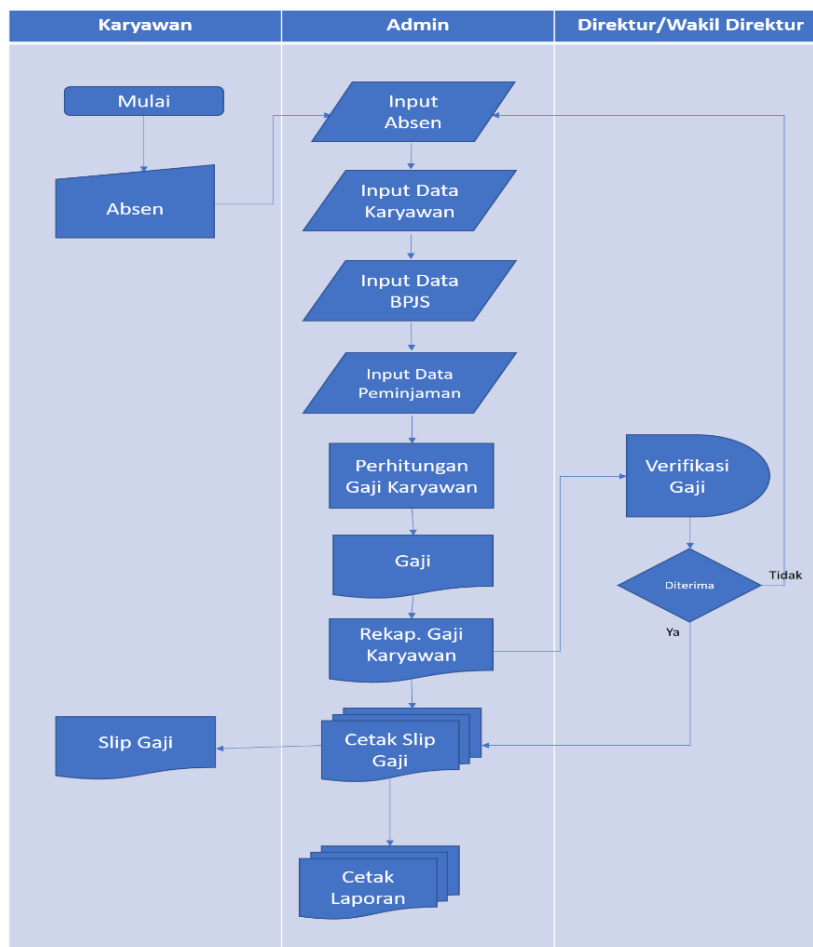 Karyawan
Admin
Direktur/Wakil Direktur
Mulai
Input
Absen
Absen
Input Data
Karyawan
Input Data
BPJS
Input Data
Peminjaman
Perhitungan
Gaji Karyawan
Verifikasi
Gaji
Gaji
Diterima
Tidak
Ya
Rekap. Gaji
Karyawan
Slip Gaji
Cetak Slip
Gaji
Cetak
Laporan